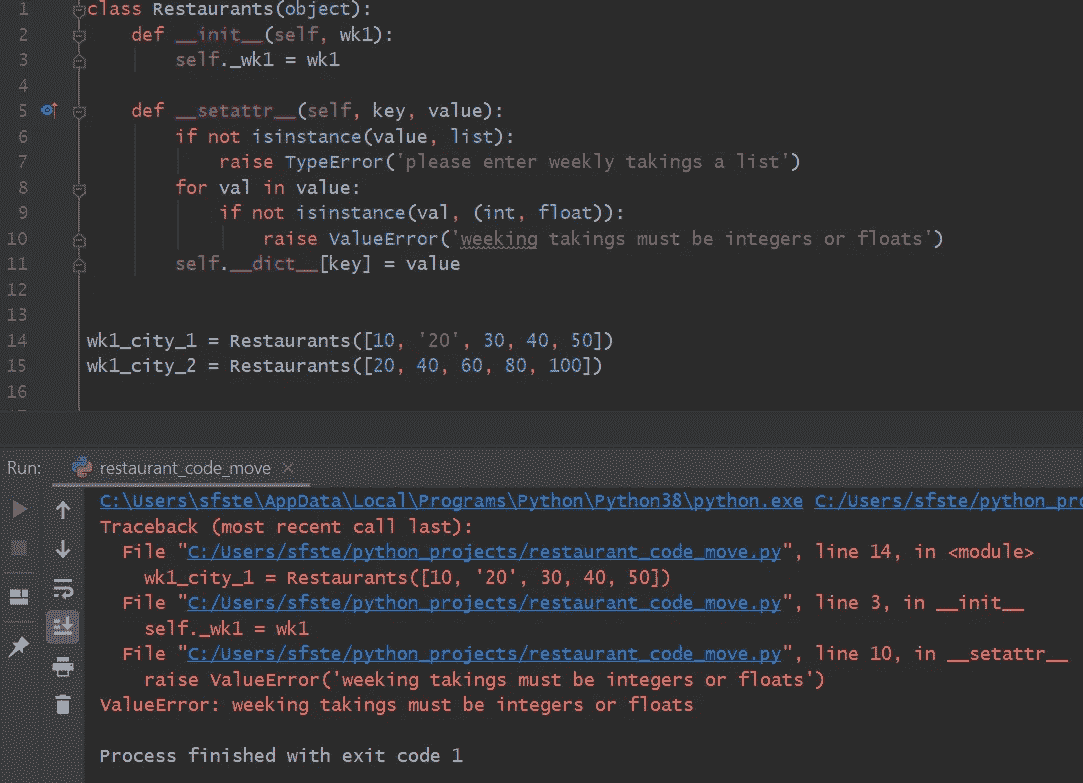 1 class Restaurants(object):
2     def __init__(self, wk1):
3         self._wk1 = wk1
4
5     def __setattr__(self, key, value):
6         if not isinstance(value, list):
7             raise TypeError('please enter weekly takings a list')
8         for val in value:
9             if not isinstance(val, (int, float)):
10                 raise ValueError('weeking takings must be integers or floats')
11         self.__dict__[key] = value
12
13
14 wk1_city_1 = Restaurants([10, '20', 30, 40, 50])
15 wk1_city_2 = Restaurants([20, 40, 60, 80, 100])
16
Run: restaurant_code_move
C:\Users\sfste\AppData\Local\Programs\Python\Python38\python.exe C:/Users/sfste/python_pro
Traceback (most recent call last):
  File "C:/Users/sfste/python_projects/restaurant_code_move.py", line 14, in <module>
    wk1_city_1 = Restaurants([10, '20', 30, 40, 50])
  File "C:/Users/sfste/python_projects/restaurant_code_move.py", line 3, in __init__
    self._wk1 = wk1
  File "C:/Users/sfste/python_projects/restaurant_code_move.py", line 10, in __setattr__
    raise ValueError('weeking takings must be integers or floats')
ValueError: weeking takings must be integers or floats

Process finished with exit code 1